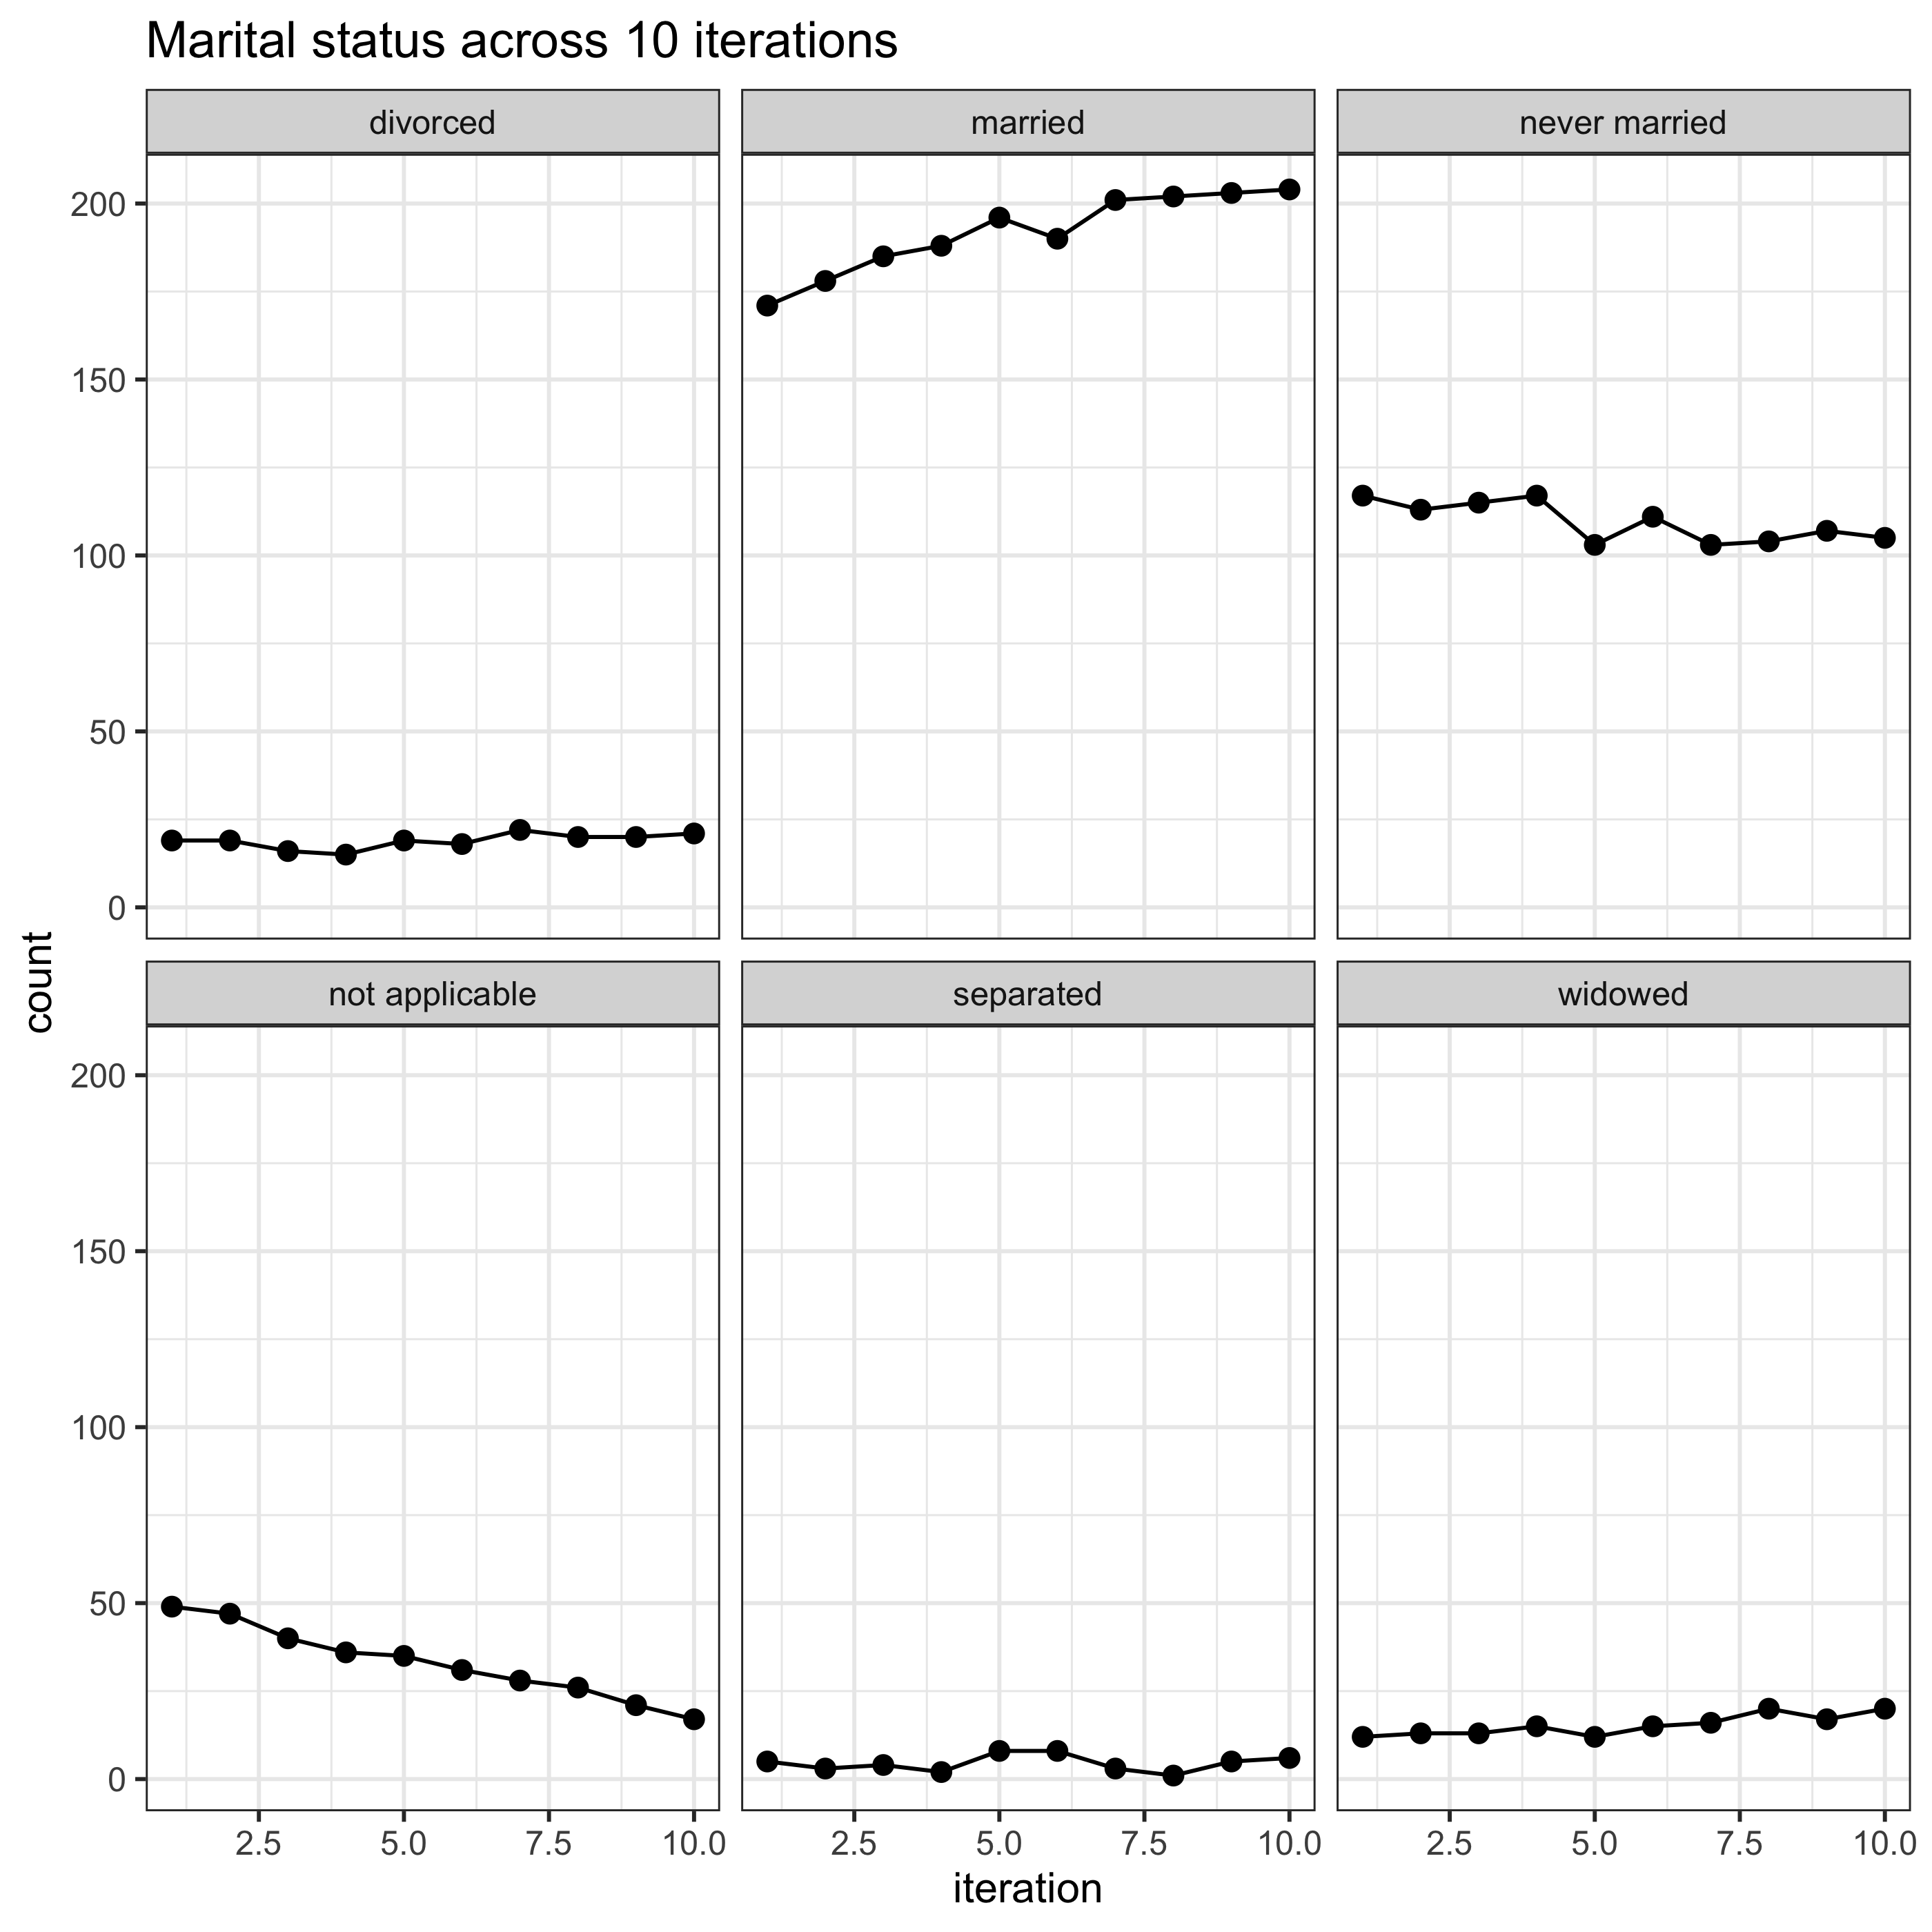 Marital status across 10 iterations
divorced
married
never married
200
150
100
50
0
count
not applicable
separated
widowed
200
150
100
50
0
2.5 5.0 7.5 10.0 2.5 5.0 7.5 10.0 2.5 5.0 7.5 10.0
iteration